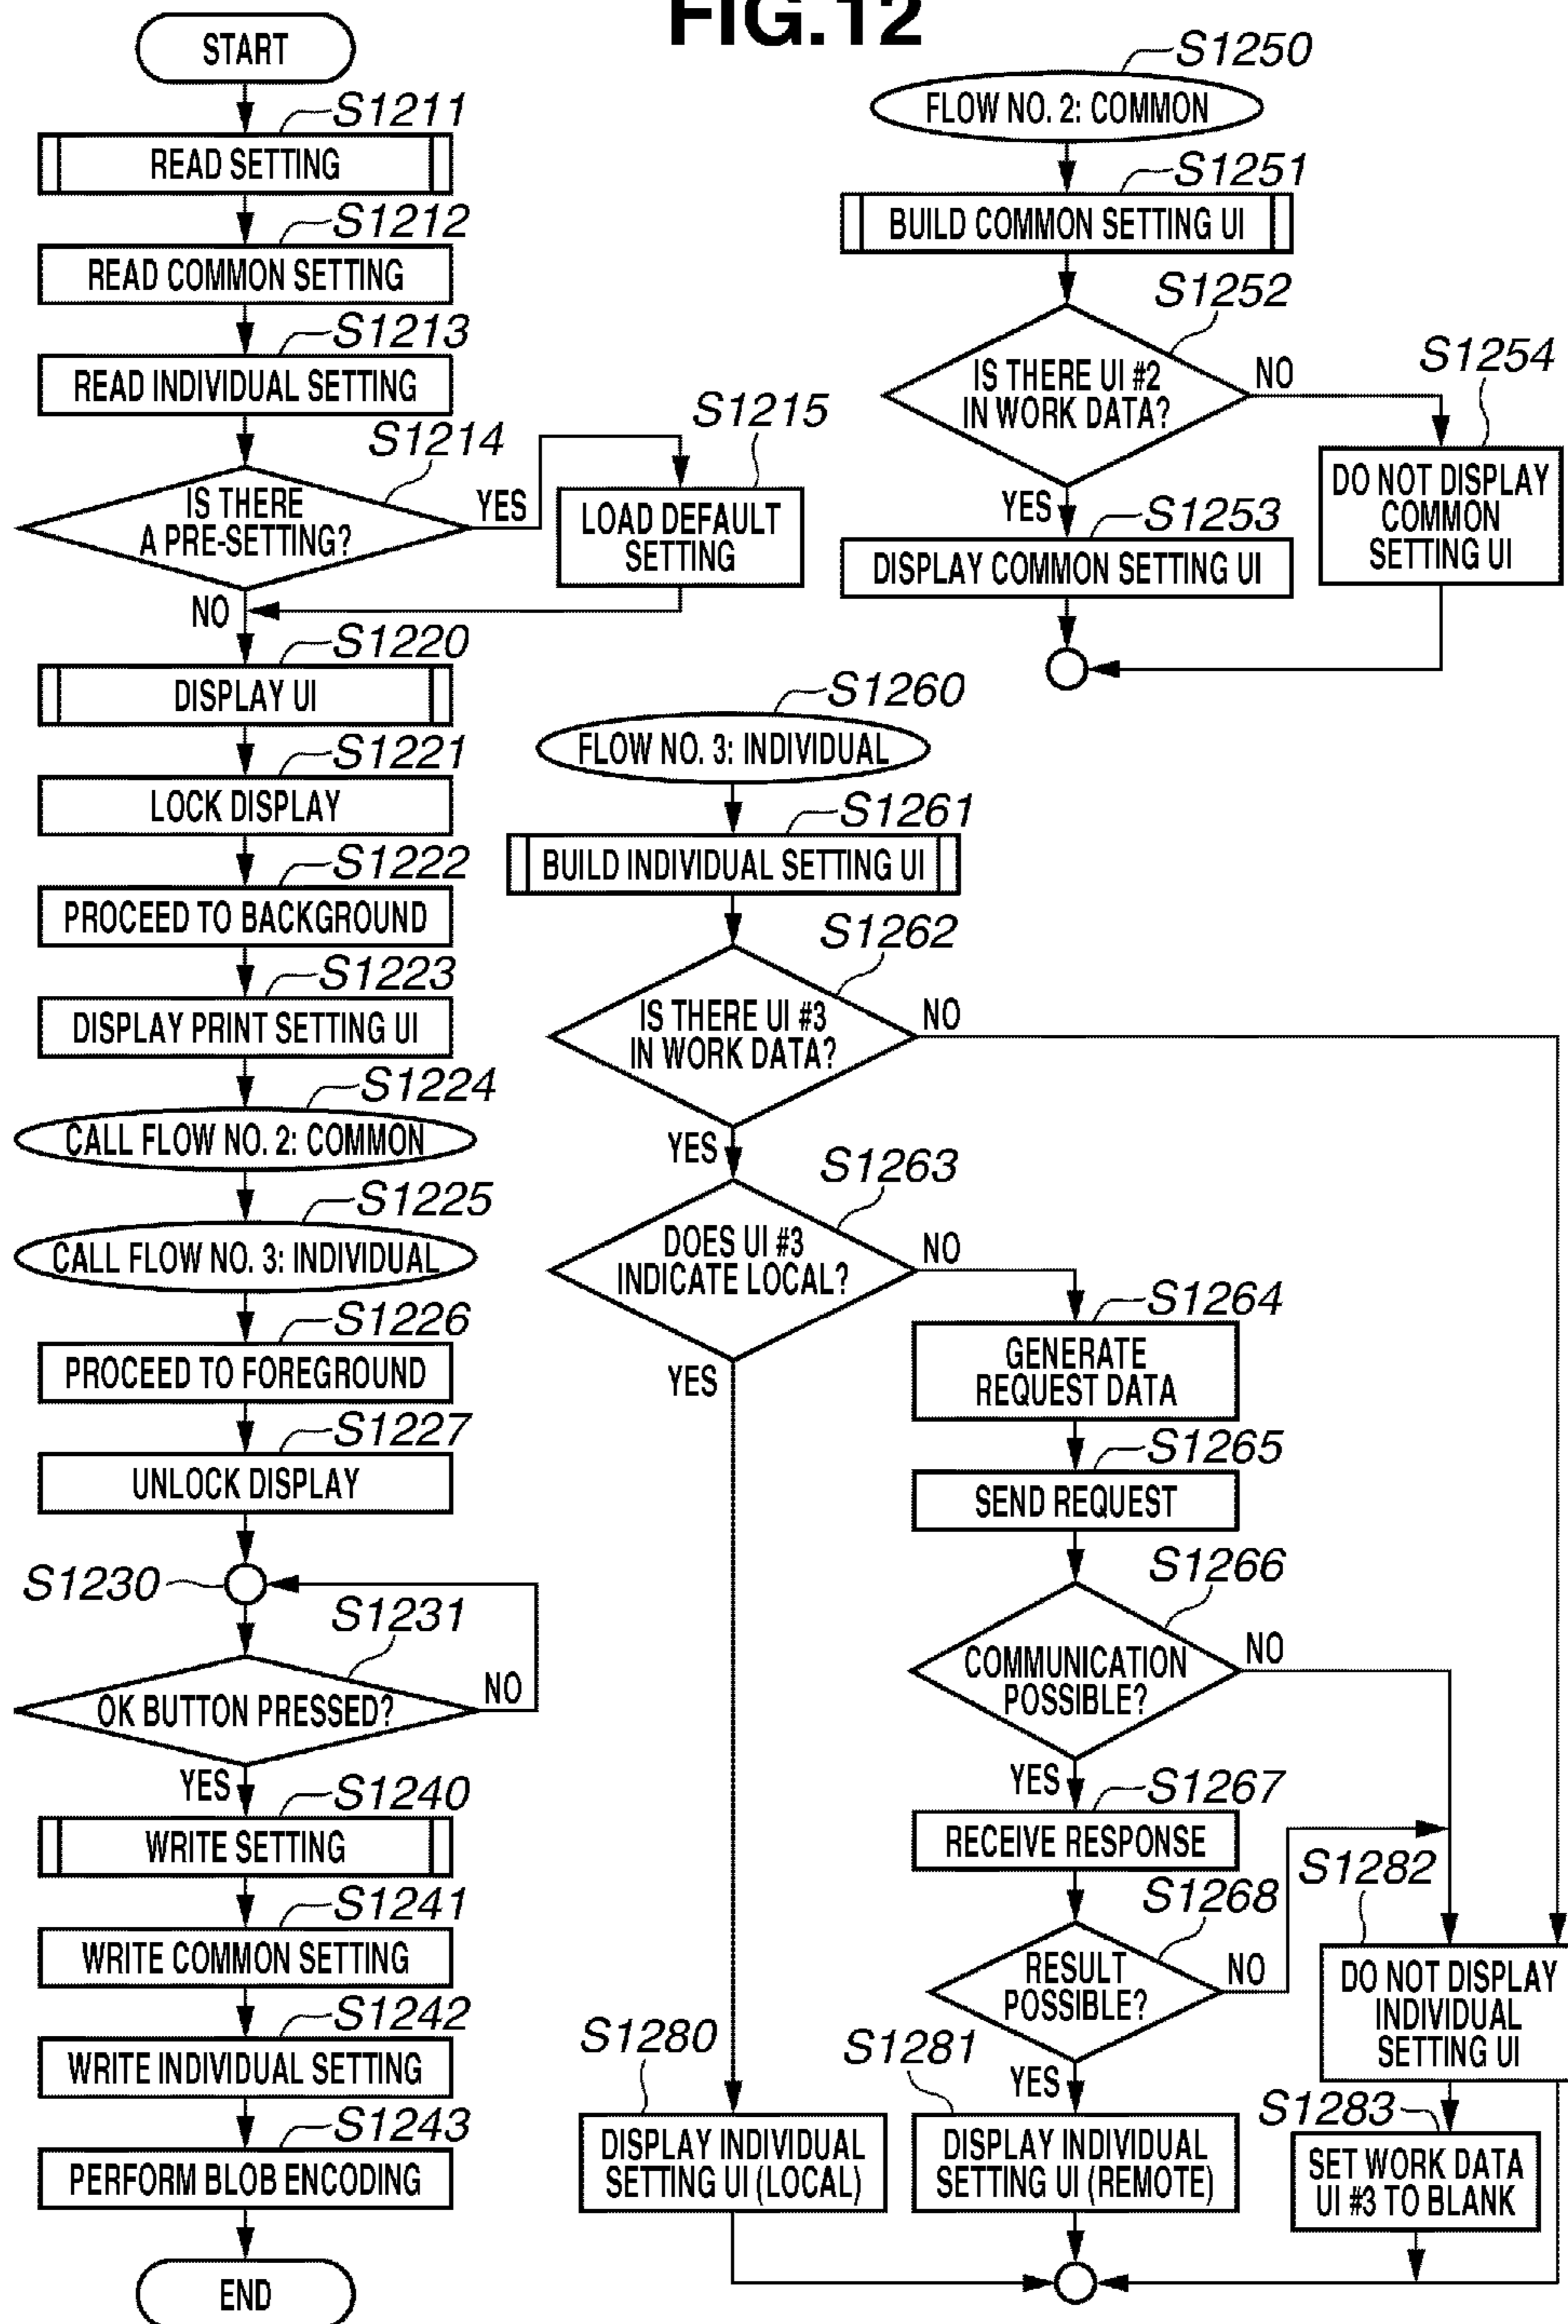 FIG.12
START
S1211
READ SETTING
S1212
READ COMMON SETTING
S1213
READ INDIVIDUAL SETTING
S1214
IS THERE
A PRE-SETTING?
YES
NO
S1215
LOAD DEFAULT
SETTING
S1220
DISPLAY UI
S1221
LOCK DISPLAY
S1222
PROCEED TO BACKGROUND
S1223
DISPLAY PRINT SETTING UI
S1224
CALL FLOW NO. 2: COMMON
S1225
CALL FLOW NO. 3: INDIVIDUAL
S1226
PROCEED TO FOREGROUND
S1227
UNLOCK DISPLAY
S1230
S1231
OK BUTTON PRESSED?
NO
YES
S1240
WRITE SETTING
S1241
WRITE COMMON SETTING
S1242
WRITE INDIVIDUAL SETTING
S1243
PERFORM BLOB ENCODING
END
S1250
FLOW NO. 2: COMMON
S1251
BUILD COMMON SETTING UI
S1252
IS THERE UI #2
IN WORK DATA?
NO
YES
S1253
DISPLAY COMMON SETTING UI
S1254
DO NOT DISPLAY
COMMON
SETTING UI
S1260
FLOW NO. 3: INDIVIDUAL
S1261
BUILD INDIVIDUAL SETTING UI
S1262
IS THERE UI #3
IN WORK DATA?
NO
YES
S1263
DOES UI #3
INDICATE LOCAL?
NO
YES
S1264
GENERATE
REQUEST DATA
S1265
SEND REQUEST
S1266
COMMUNICATION
POSSIBLE?
NO
YES
S1267
RECEIVE RESPONSE
S1268
RESULT
POSSIBLE?
NO
YES
S1280
DISPLAY INDIVIDUAL
SETTING UI (LOCAL)
S1281
DISPLAY INDIVIDUAL
SETTING UI (REMOTE)
S1282
DO NOT DISPLAY
INDIVIDUAL
SETTING UI
S1283
SET WORK DATA
UI #3 TO BLANK